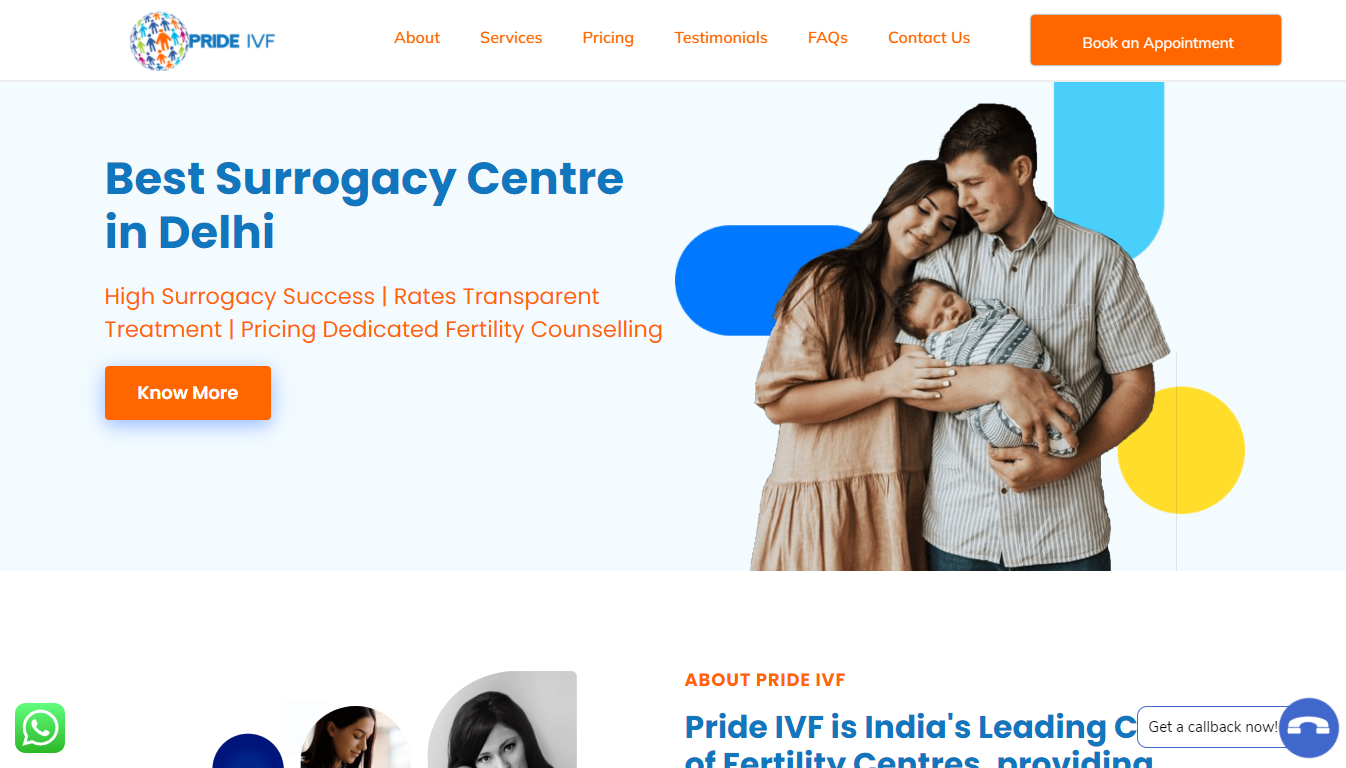 PRIDE IVF
About
Services
Pricing
Testimonials
FAQs
Contact Us
Book an Appointment
Best Surrogacy Centre
in Delhi
High Surrogacy Success | Rates Transparent
Treatment | Pricing Dedicated Fertility Counselling
Know More
ABOUT PRIDE IVF
Pride IVF is India's Leading
of Fertility Centres, providing
Get a callback now!